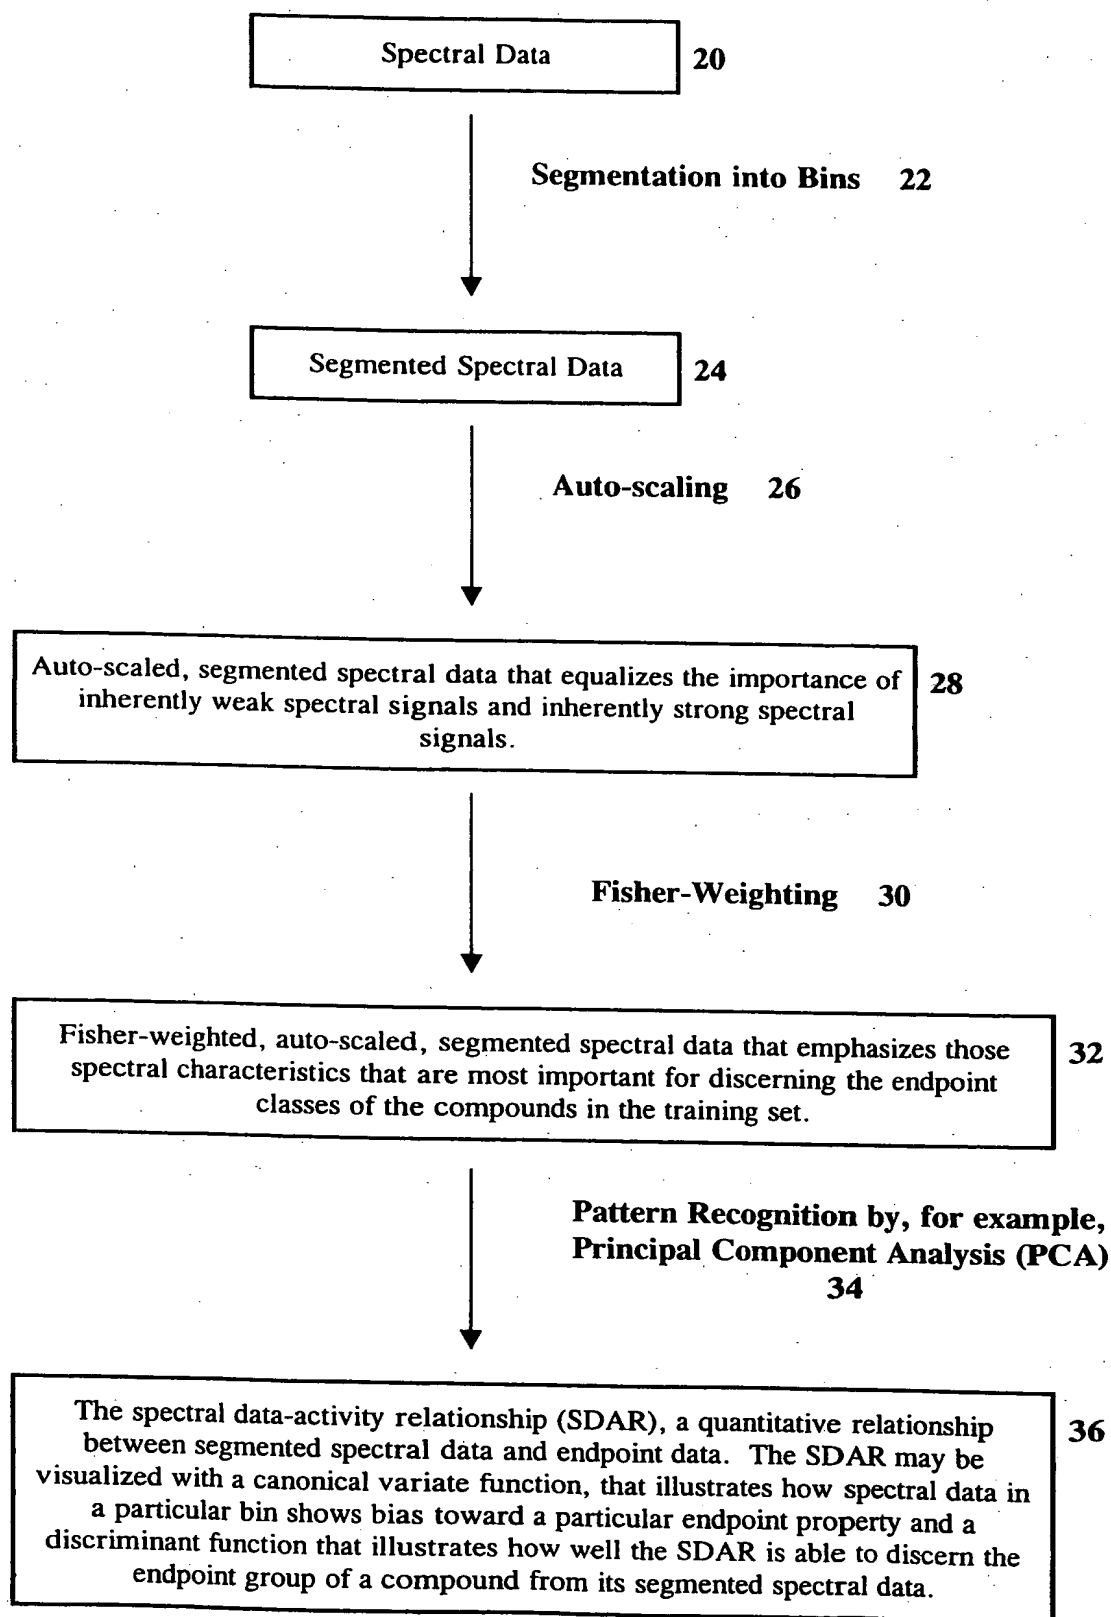 Spectral Data 20
Segmentation into Bins 22
Segmented Spectral Data 24
Auto-scaling 26
Auto-scaled, segmented spectral data that equalizes the importance of 28
inherently weak spectral signals and inherently strong spectral
signals.
Fisher-Weighting 30
Fisher-weighted, auto-scaled, segmented spectral data that emphasizes those 32
spectral characteristics that are most important for discerning the endpoint
classes of the compounds in the training set.
Pattern Recognition by, for example,
Principal Component Analysis (PCA)
34
The spectral data-activity relationship (SDAR), a quantitative relationship 36
between segmented spectral data and endpoint data. The SDAR may be
visualized with a canonical variate function, that illustrates how spectral data in
a particular bin shows bias toward a particular endpoint property and a
discriminant function that illustrates how well the SDAR is able to discern the
endpoint group of a compound from its segmented spectral data.